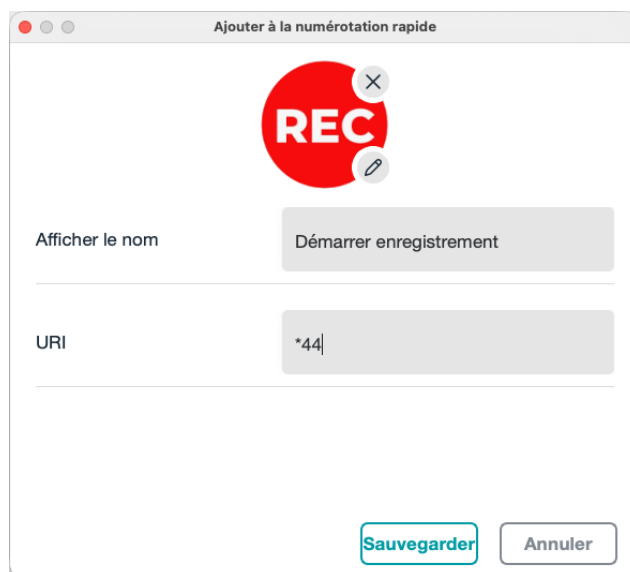 Ajouter à la numérotation rapide
REC
Afficher le nom
Démarrer enregistrement
URI
*44
Sauvegarder
Annuler